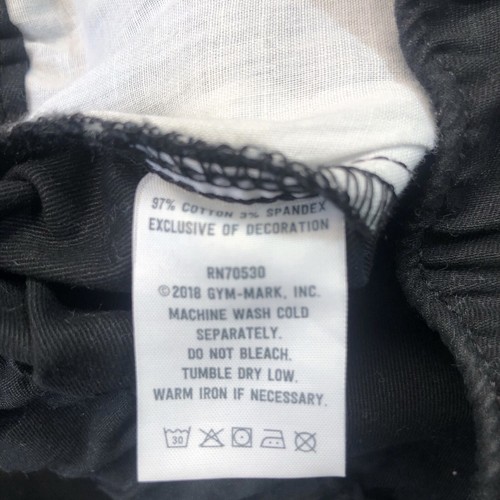 97% COTTON 3% SPANDEX
EXCLUSIVE OF DECORATION
RN70530
©2018 GYM-MARK, INC.
MACHINE WASH COLD
SEPARATELY.
DO NOT BLEACH.
TUMBLE DRY LOW.
WARM IRON IF NECESSARY.
30